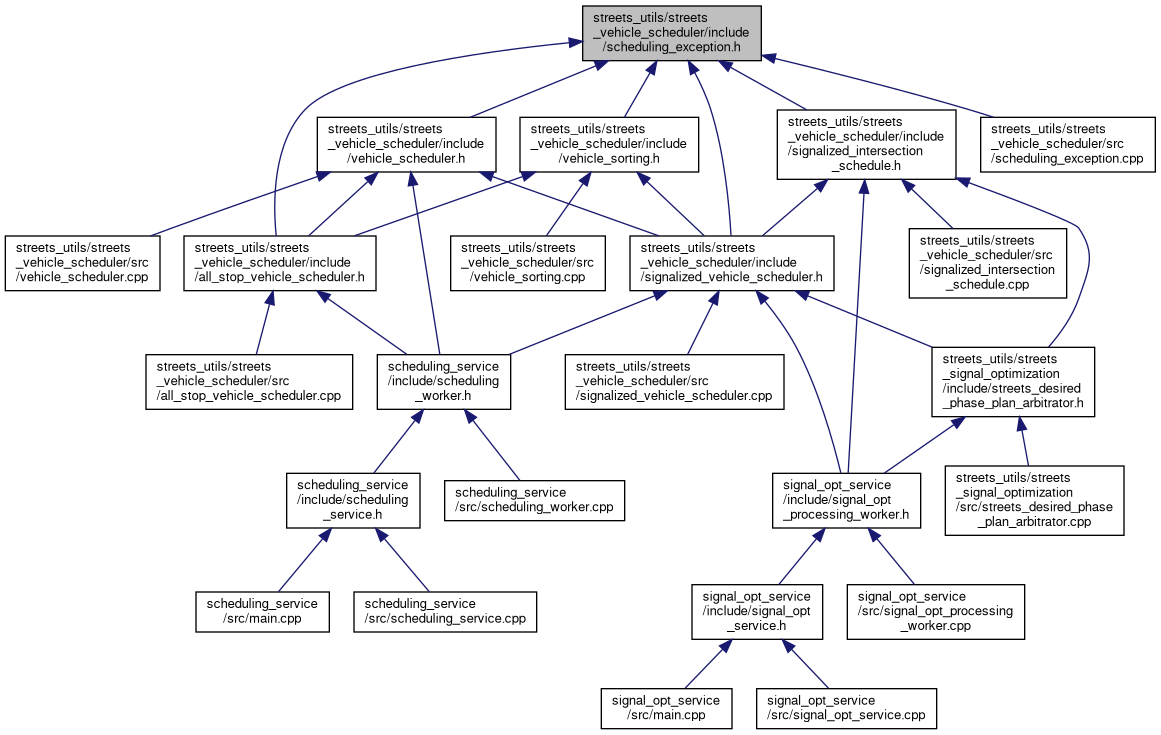 streets_utils/streets
_vehicle_scheduler/include
/scheduling_exception.h
streets_utils/streets
_vehicle_scheduler/include
/vehicle_scheduler.h
streets_utils/streets
_vehicle_scheduler/include
/vehicle_sorting.h
streets_utils/streets
_vehicle_scheduler/include
/signalized_intersection
_schedule.h
streets_utils/streets
_vehicle_scheduler/src
/scheduling_exception.cpp
streets_utils/streets
_vehicle_scheduler/src
/vehicle_scheduler.cpp
streets_utils/streets
_vehicle_scheduler/include
/all_stop_vehicle_scheduler.h
streets_utils/streets
_vehicle_scheduler/src
/vehicle_sorting.cpp
streets_utils/streets
_vehicle_scheduler/include
/signalized_vehicle_scheduler.h
streets_utils/streets
_vehicle_scheduler/src
/signalized_intersection
_schedule.cpp
streets_utils/streets
_vehicle_scheduler/src
/all_stop_vehicle_scheduler.cpp
scheduling_service
/include/scheduling
_worker.h
streets_utils/streets
_vehicle_scheduler/src
/signalized_vehicle_scheduler.cpp
streets_utils/streets
_signal_optimization
/include/streets_desired
_phase_plan_arbitrator.h
scheduling_service
/include/scheduling
_service.h
scheduling_service
/src/scheduling_worker.cpp
signal_opt_service
/include/signal_opt
_processing_worker.h
streets_utils/streets
_signal_optimization
/src/streets_desired_phase
_plan_arbitrator.cpp
scheduling_service
/src/main.cpp
scheduling_service
/src/scheduling_service.cpp
signal_opt_service
/include/signal_opt
_service.h
signal_opt_service
/src/signal_opt_processing
_worker.cpp
signal_opt_service
/src/main.cpp
signal_opt_service
/src/signal_opt_service.cpp